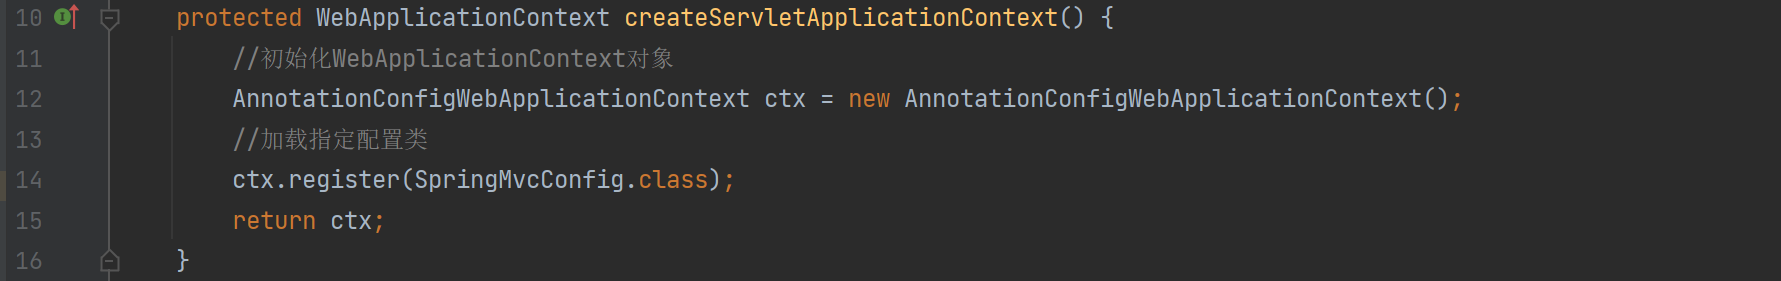 10 protected WebApplicationContext createServletApplicationContext() {
11 //初始化WebApplicationContext对象
12 AnnotationConfigWebApplicationContext ctx = new AnnotationConfigWebApplicationContext();
13 //加载指定配置类
14 ctx.register(SpringMvcConfig.class);
15 return ctx;
16 }